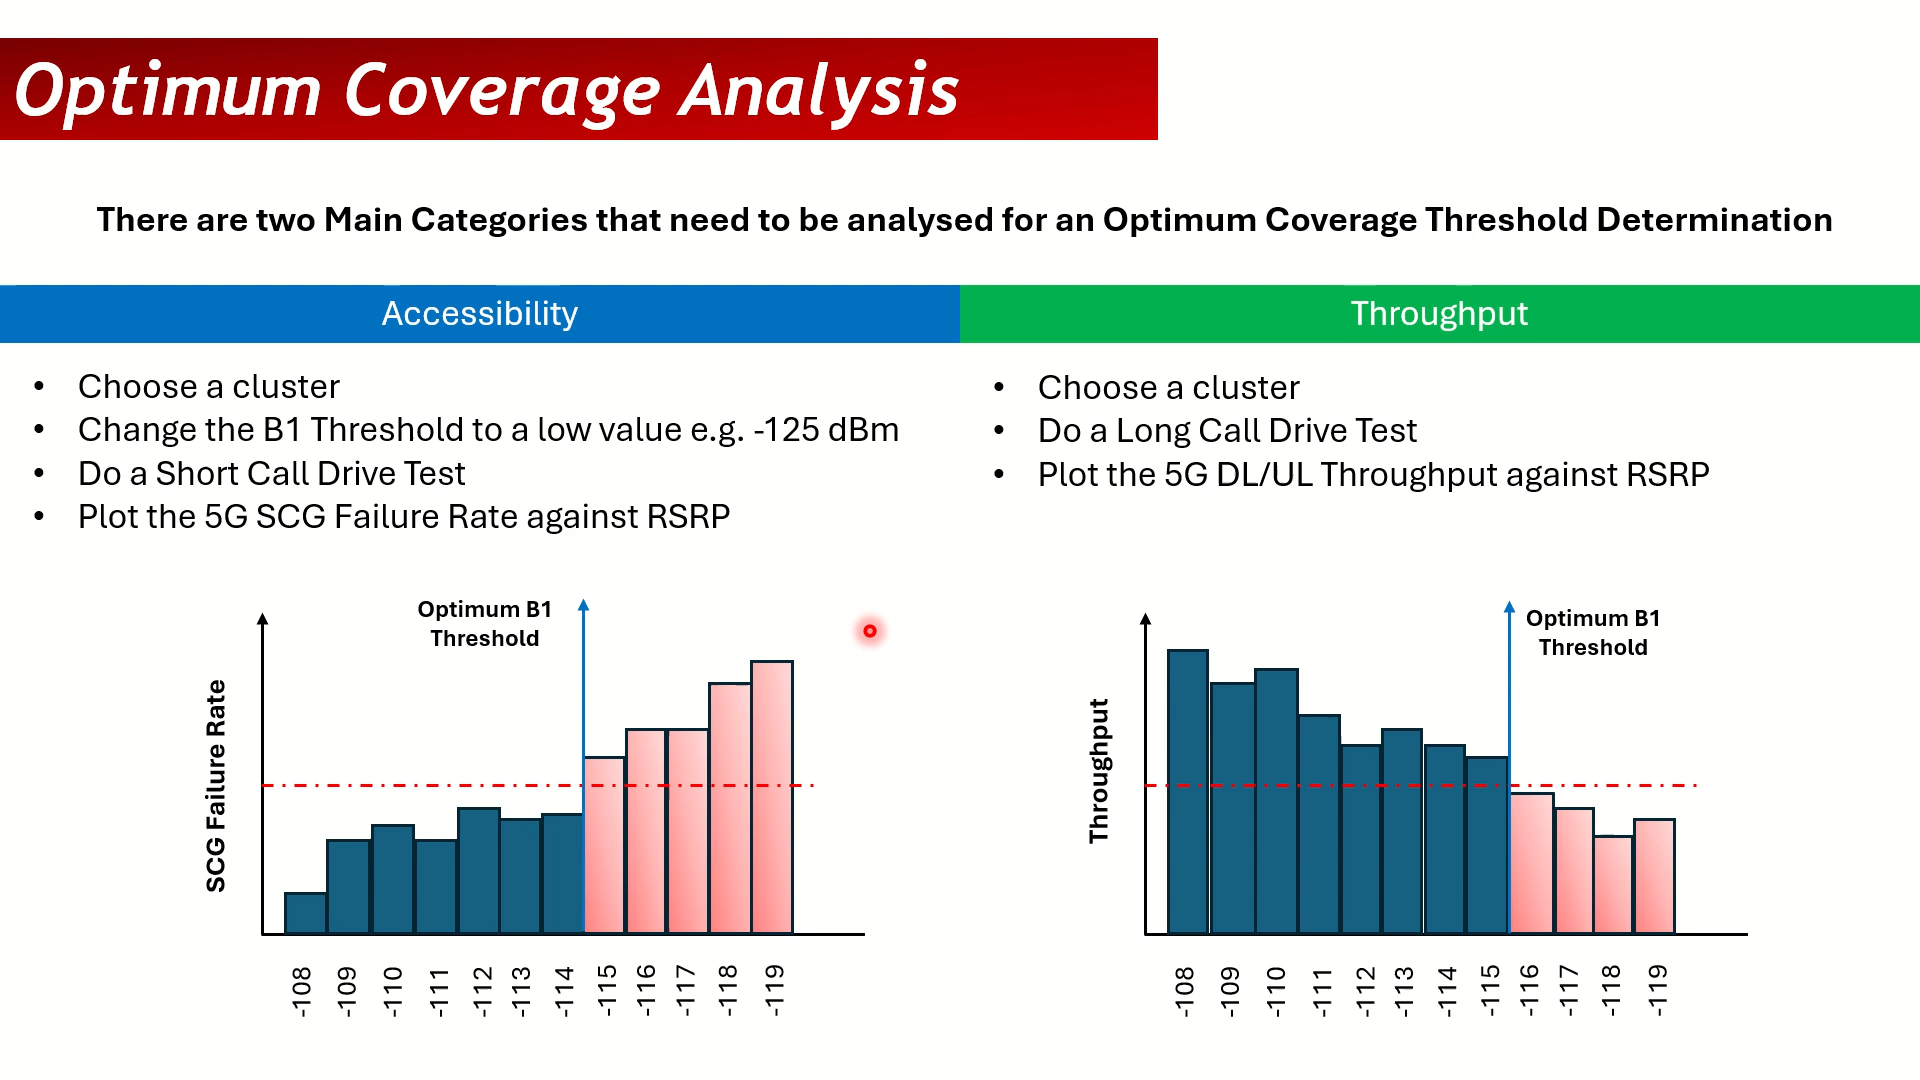 Optimum Coverage Analysis
There are two Main Categories that need to be analysed for an Optimum Coverage Threshold Determination
Accessibility
• Choose a cluster
• Change the B1 Threshold to a low value e.g. -125 dBm
• Do a Short Call Drive Test
• Plot the 5G SCG Failure Rate against RSRP
Optimum B1
Threshold
SCG Failure Rate
-108 -109 -110 -111 -112 -113 -114 -115 -116 -117 -118 -119
Throughput
• Choose a cluster
• Do a Long Call Drive Test
• Plot the 5G DL/UL Throughput against RSRP
Optimum B1
Threshold
Throughput
-108 -109 -110 -111 -112 -113 -114 -115 -116 -117 -118 -119